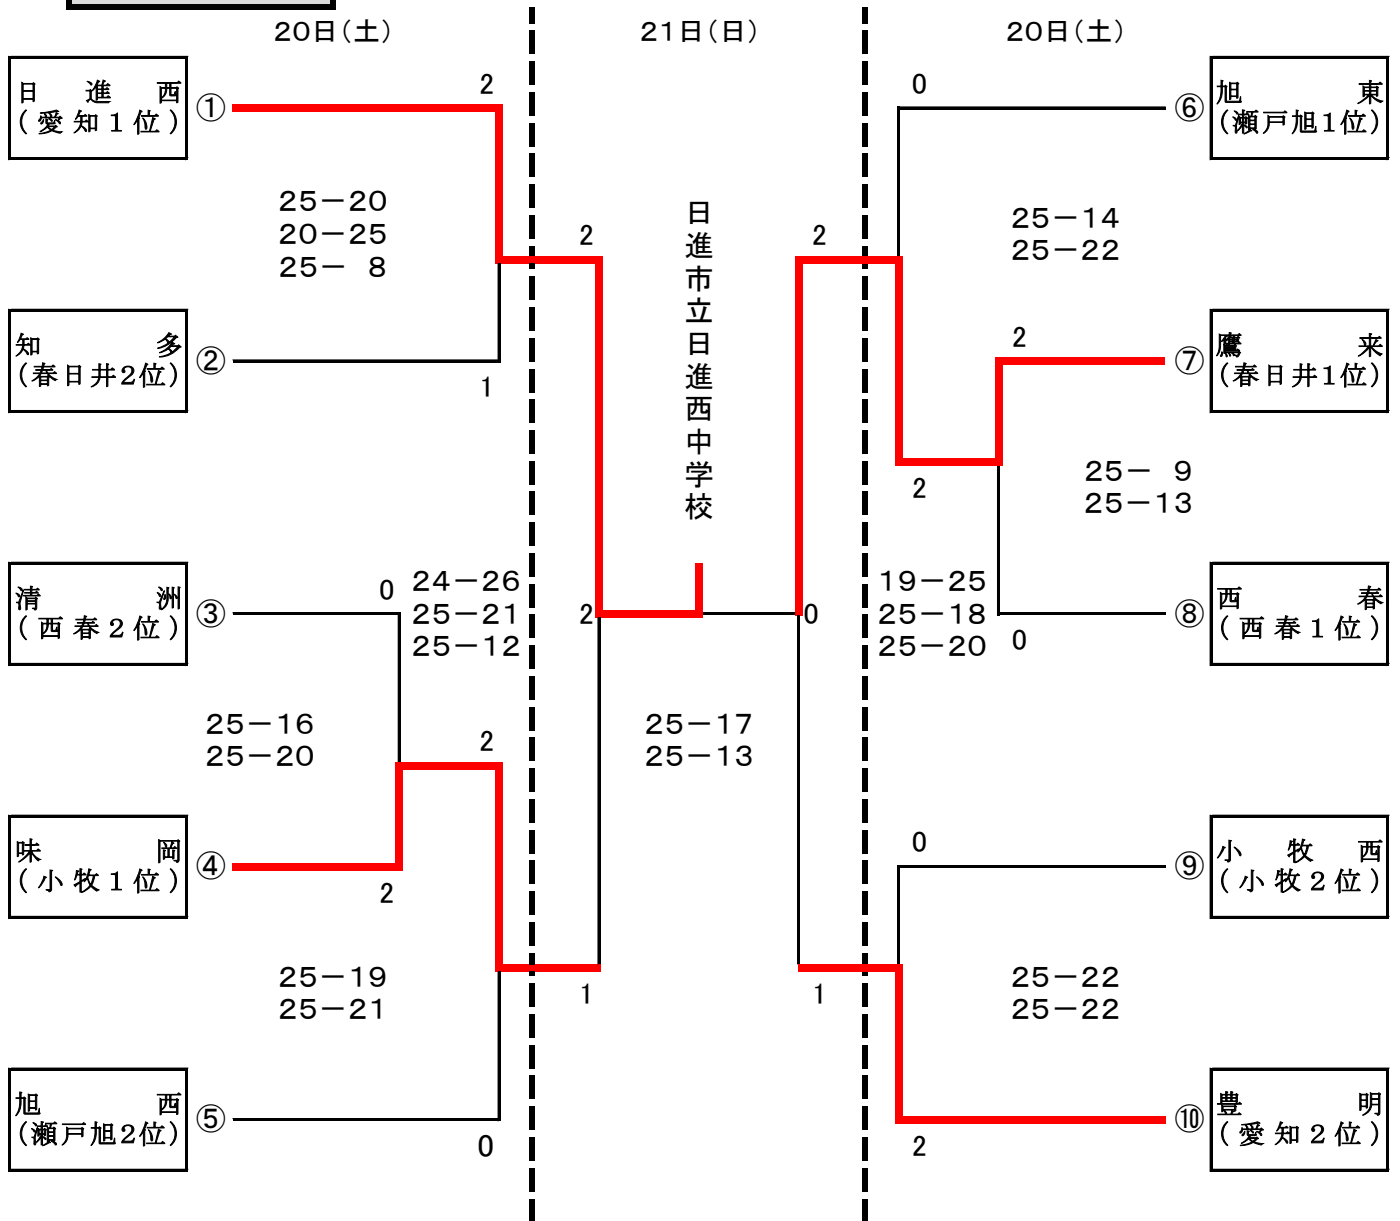 20日(土)
21日(日)
20日(土)
日進西
(愛知1位)
①
2
25-20
20-25
25- 8
知多
(春日井2位)
②
1
清洲
(西春2位)
③
0
25-16
25-20
味岡
(小牧1位)
④
2
2
25-19
25-21
旭西
(瀬戸旭2位)
⑤
0
2
24-26
25-21
25-12
1
日進市立日進西中学校
2
0
25-17
25-13
2
19-25
25-18
25-20
1
0
⑥
旭東
(瀬戸旭1位)
25-14
25-22
2
2
⑦
鷹来
(春日井1位)
25- 9
25-13
0
⑧
西春
(西春1位)
0
⑨
小牧西
(小牧2位)
25-22
25-22
2
⑩
豊明
(愛知2位)